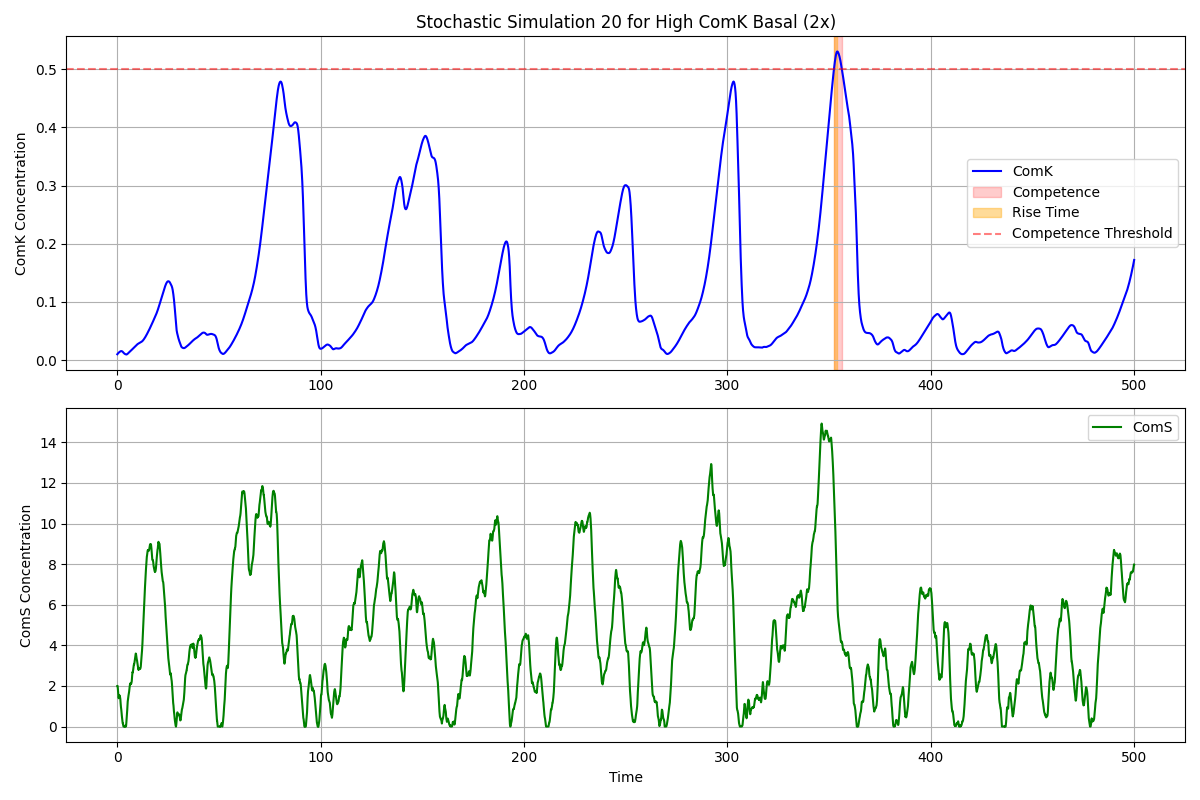 Stochastic Simulation 20 for High ComK Basal (2x)
ComK Concentration
0.5
0.4
0.3
0.2
0.1
0.0
ComK
Competence
Rise Time
Competence Threshold
0 100 200 300 400 500
ComS Concentration
14
12
10
8
6
4
2
0
ComS
0 100 200 300 400 500
Time